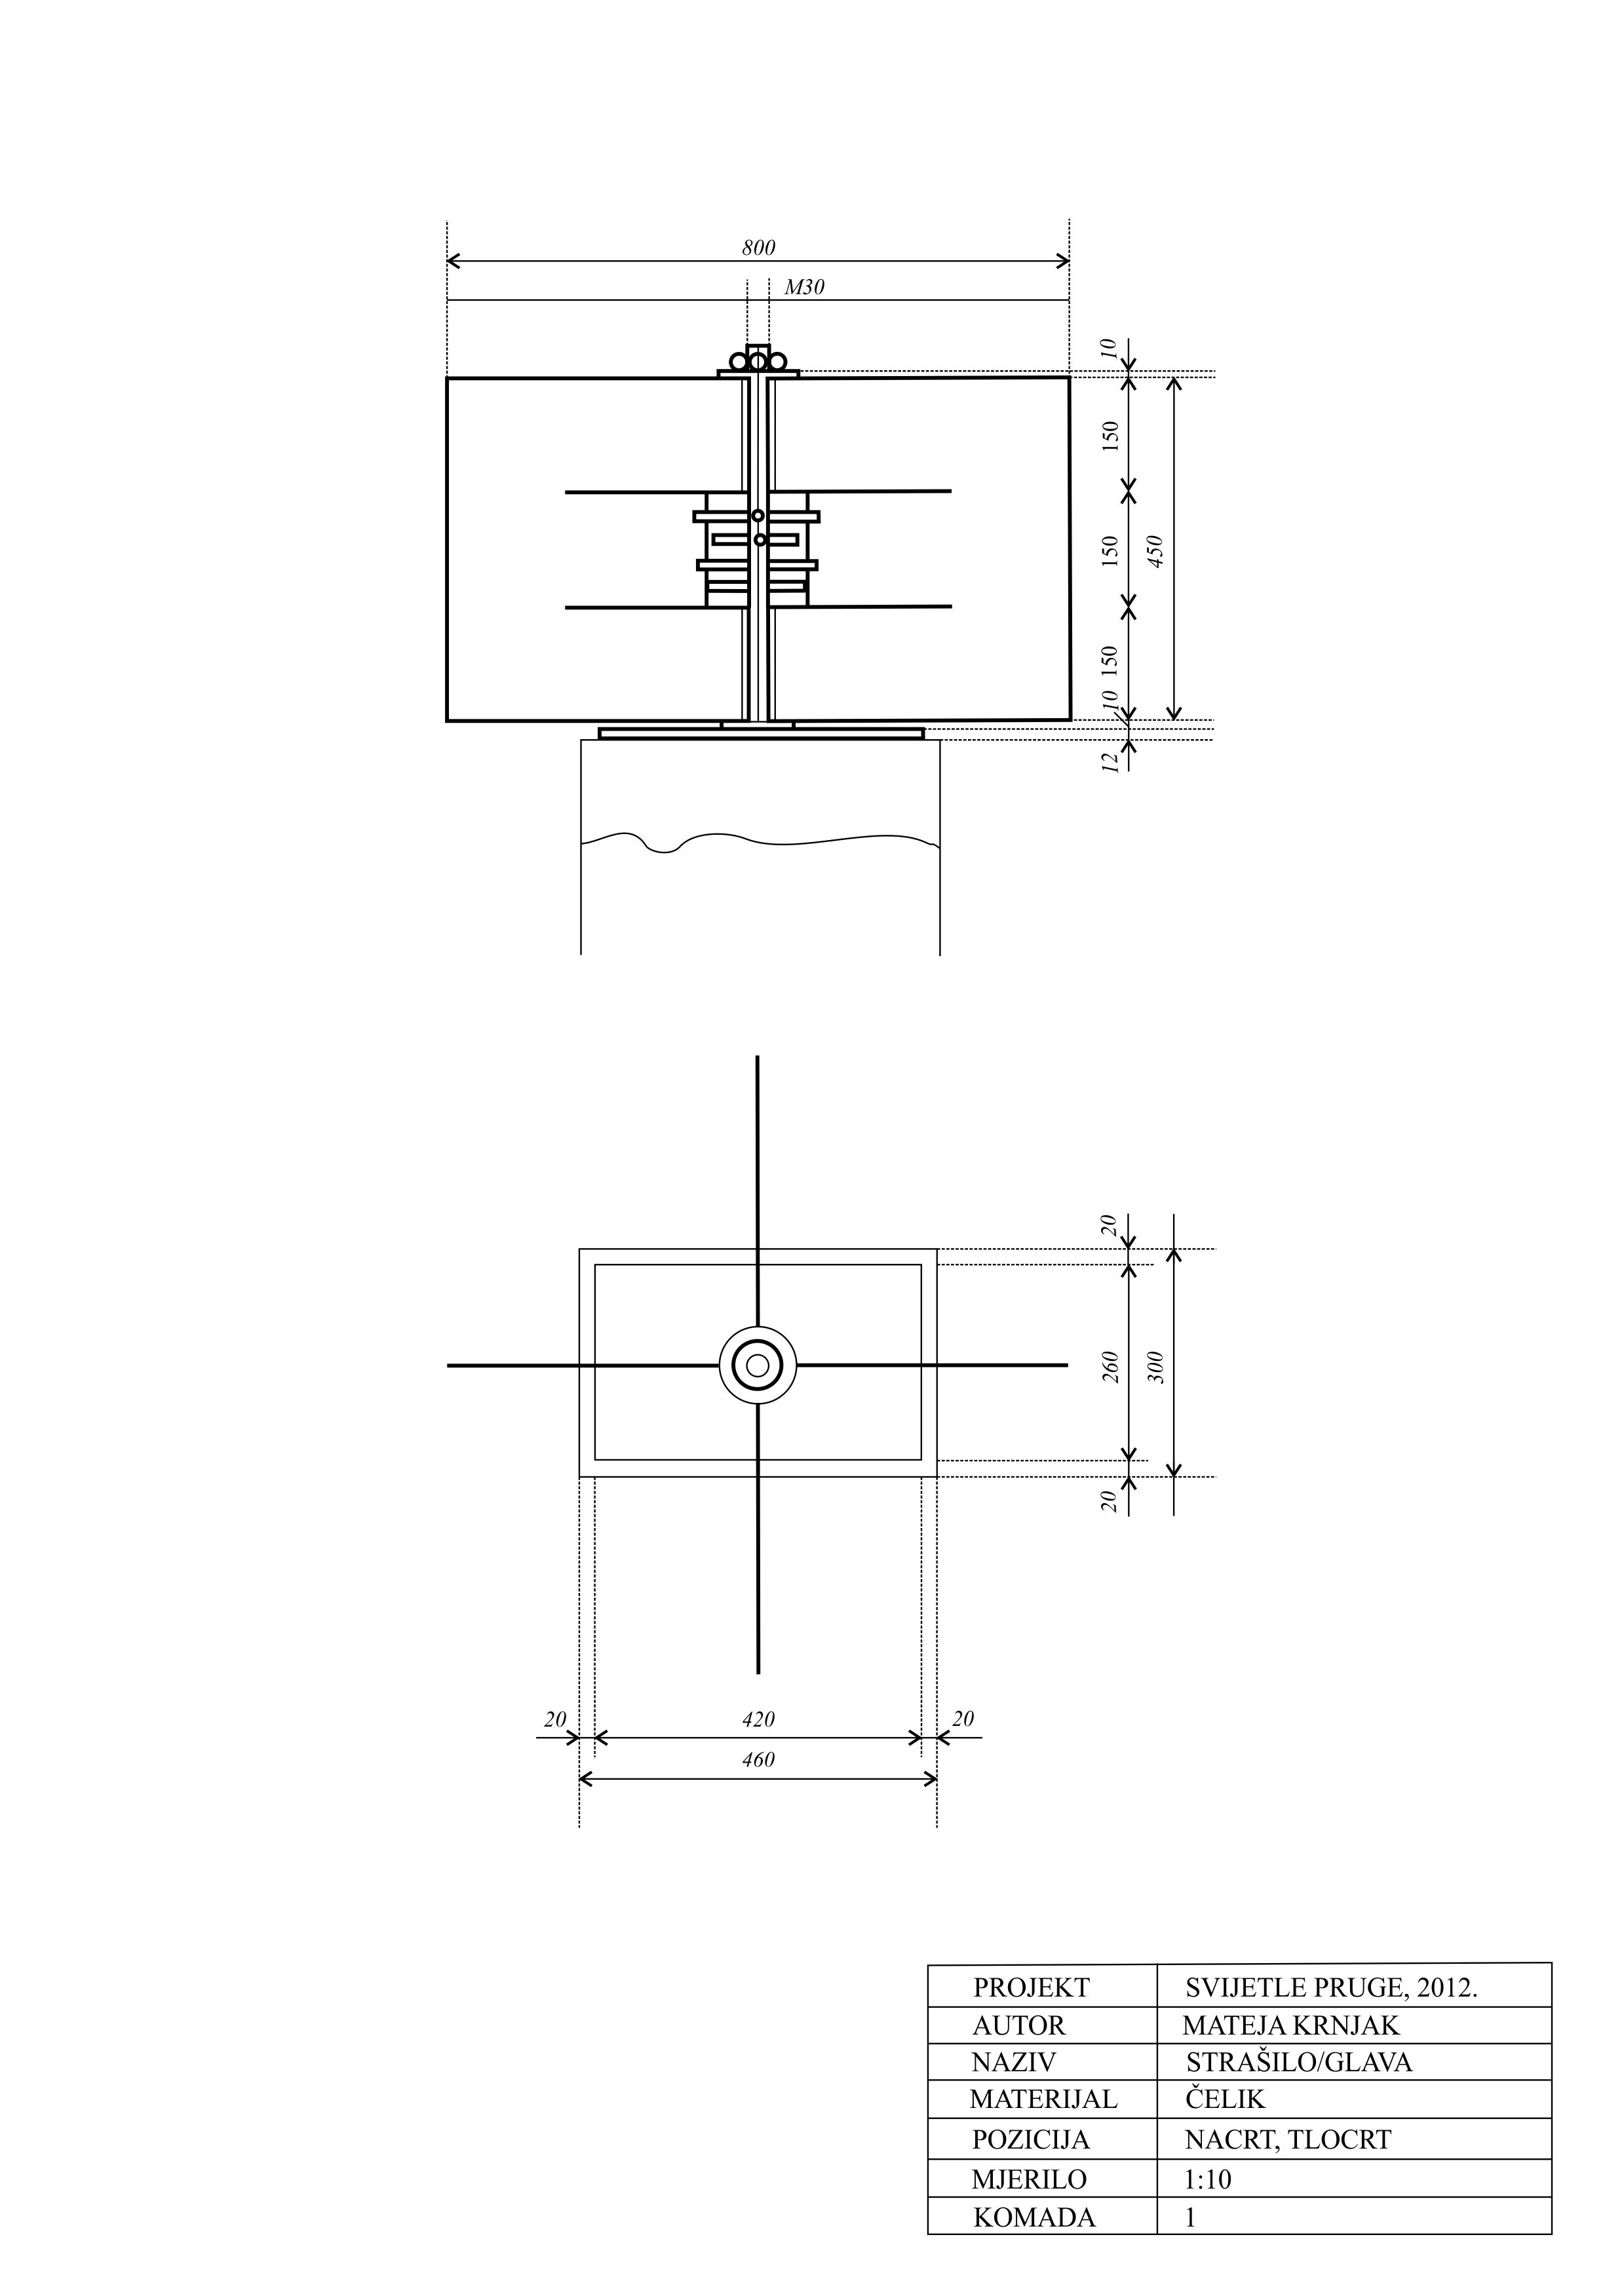 800
M30
10
150
150
450
150
10
12
20
260
300
20
20
420
20
460
PROJEKT SVIJETLE PRUGE, 2012.
AUTOR MATEJA KRNJAK
NAZIV STRAŠILO/GLAVA
MATERIJAL ČELIK
POZICIJA NACRT, TLOCRT
MJERILO 1:10
KOMADA 1